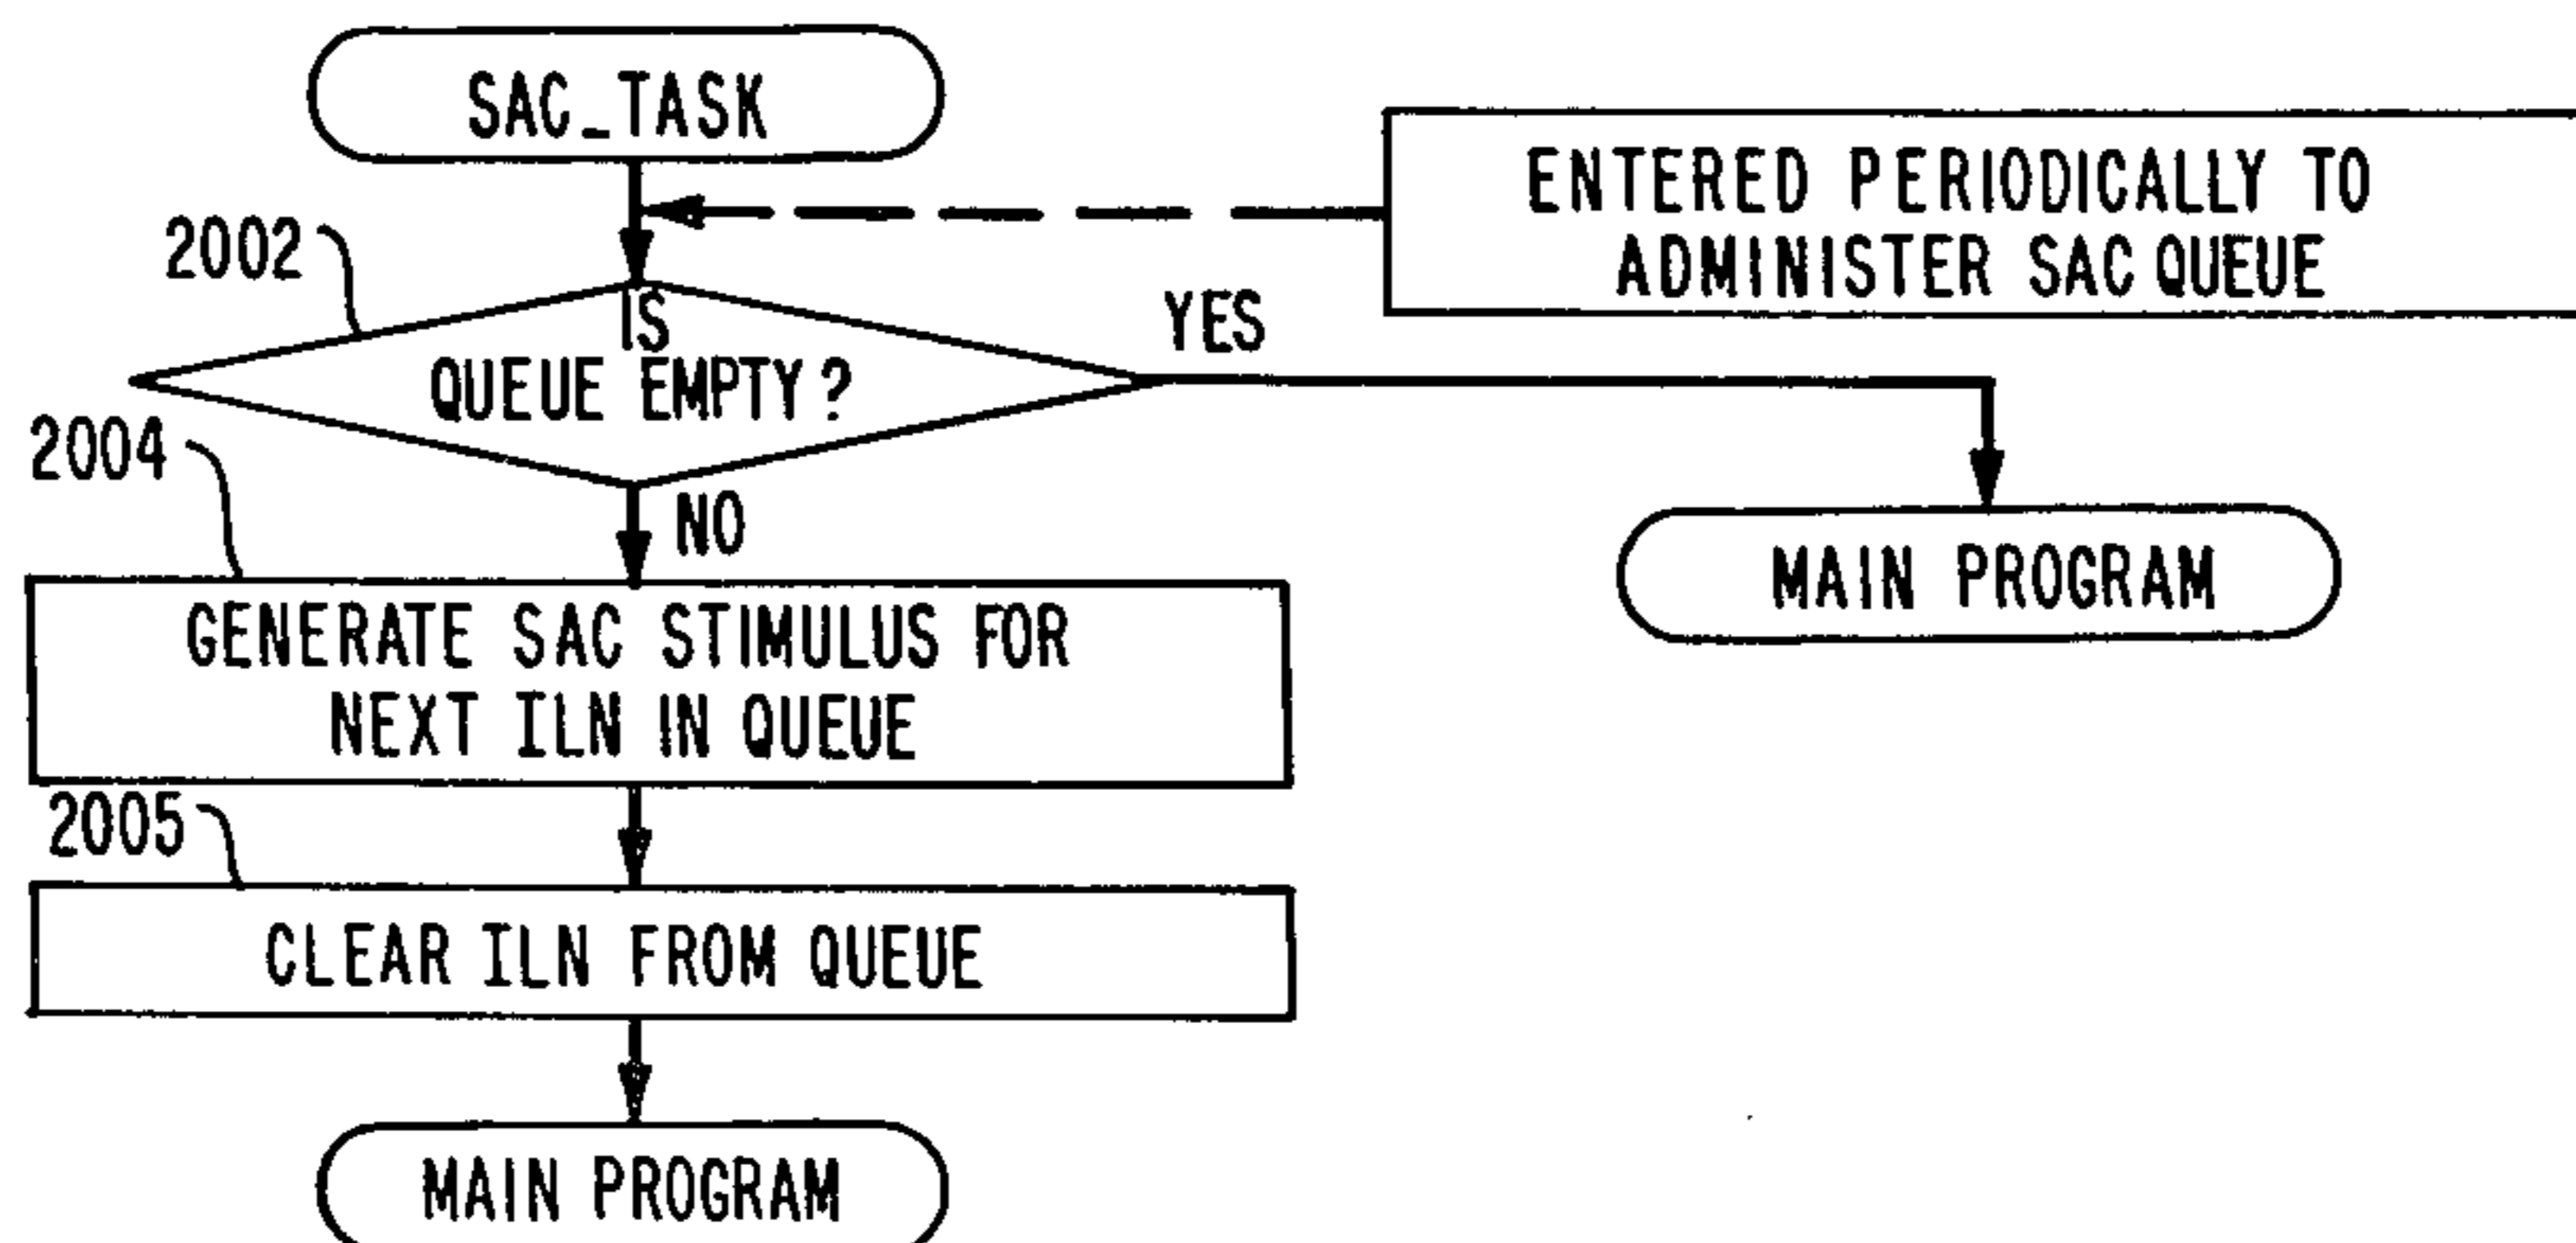 SAC_TASK
ENTERED PERIODICALLY TO
ADMINISTER SAC QUEUE
2002
IS
QUEUE EMPTY?
YES
2004
NO
GENERATE SAC STIMULUS FOR
NEXT ILN IN QUEUE
MAIN PROGRAM
2005
CLEAR ILN FROM QUEUE
MAIN PROGRAM